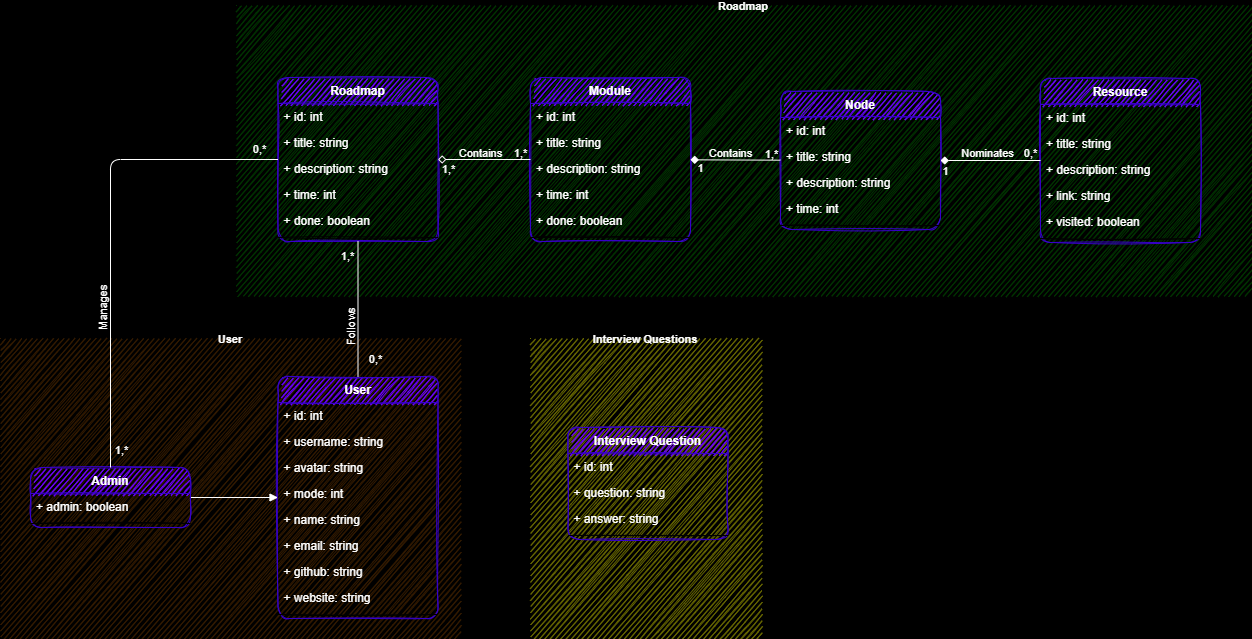 Roadmap
Roadmap
+ id: int
+ title: string
+ description: string
+ time: int
+ done: boolean
Contains
1,*
1,*
Module
+ id: int
+ title: string
+ description: string
+ time: int
+ done: boolean
Contains
1,*
1
Node
+ id: int
+ title: string
+ description: string
+ time: int
Nominates
0,*
1
Resource
+ id: int
+ title: string
+ description: string
+ link: string
+ visited: boolean
0,*
Manages
1,*
1,*
Follows
0,*
User
Admin
+ admin: boolean
User
+ id: int
+ username: string
+ avatar: string
+ mode: int
+ name: string
+ email: string
+ github: string
+ website: string
Interview Questions
Interview Question
+ id: int
+ question: string
+ answer: string